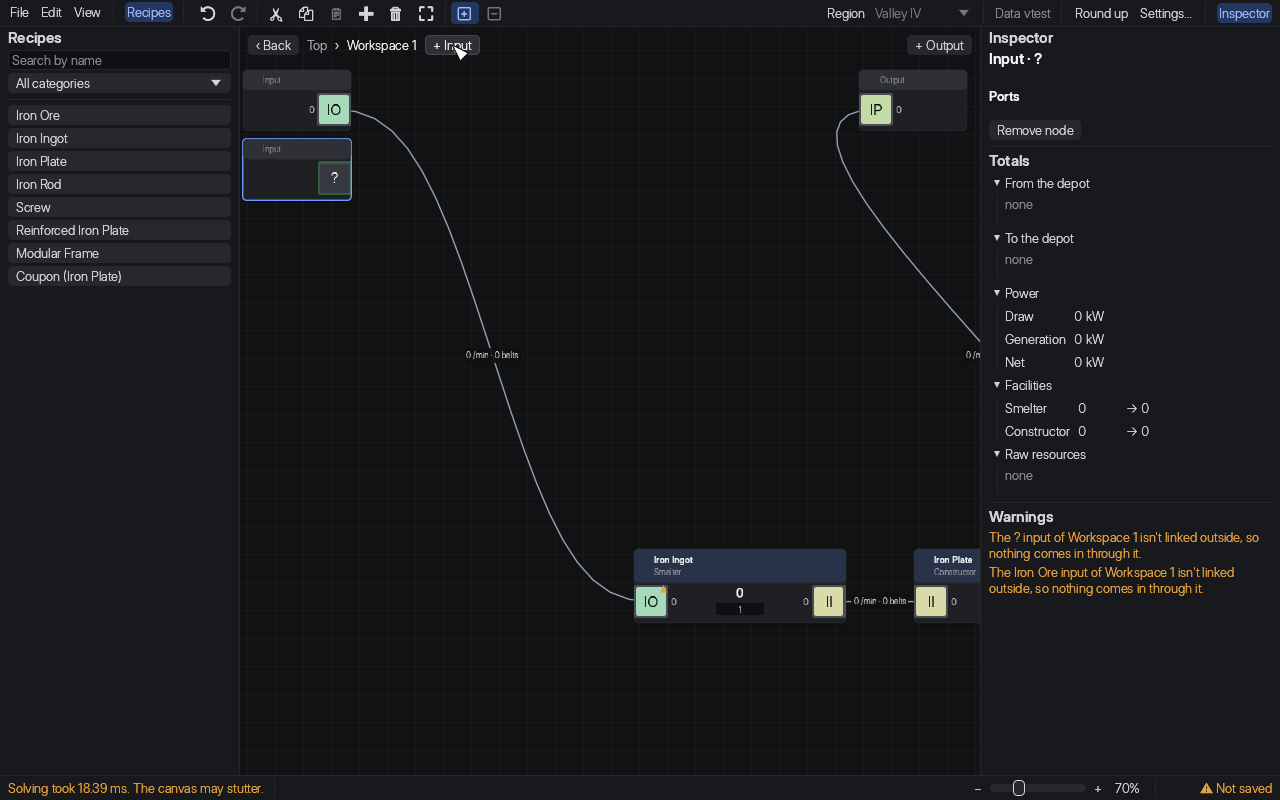 File Edit View Recipes Region Valley IV Data vtest Round up Settings... Inspector
Recipes
Search by name
All categories
Iron Ore
Iron Ingot
Iron Plate
Iron Rod
Screw
Reinforced Iron Plate
Modular Frame
Coupon (Iron Plate)
‹ Back Top › Workspace 1 + Input + Output
Input
0 IO
Input
?
Output
IP 0
0 /min · 0 belts
0 /m
Iron Ingot
Smelter
IO 0 0 0 II
1
0 /min · 0 belts
Iron Plate
Constructor
II 0
Inspector
Input · ?
Ports
Remove node
Totals
From the depot
none
To the depot
none
Power
Draw 0 kW
Generation 0 kW
Net 0 kW
Facilities
Smelter 0 → 0
Constructor 0 → 0
Raw resources
none
Warnings
The ? input of Workspace 1 isn't linked outside, so
nothing comes in through it.
The Iron Ore input of Workspace 1 isn't linked
outside, so nothing comes in through it.
Solving took 18.39 ms. The canvas may stutter. − + 70% Not saved